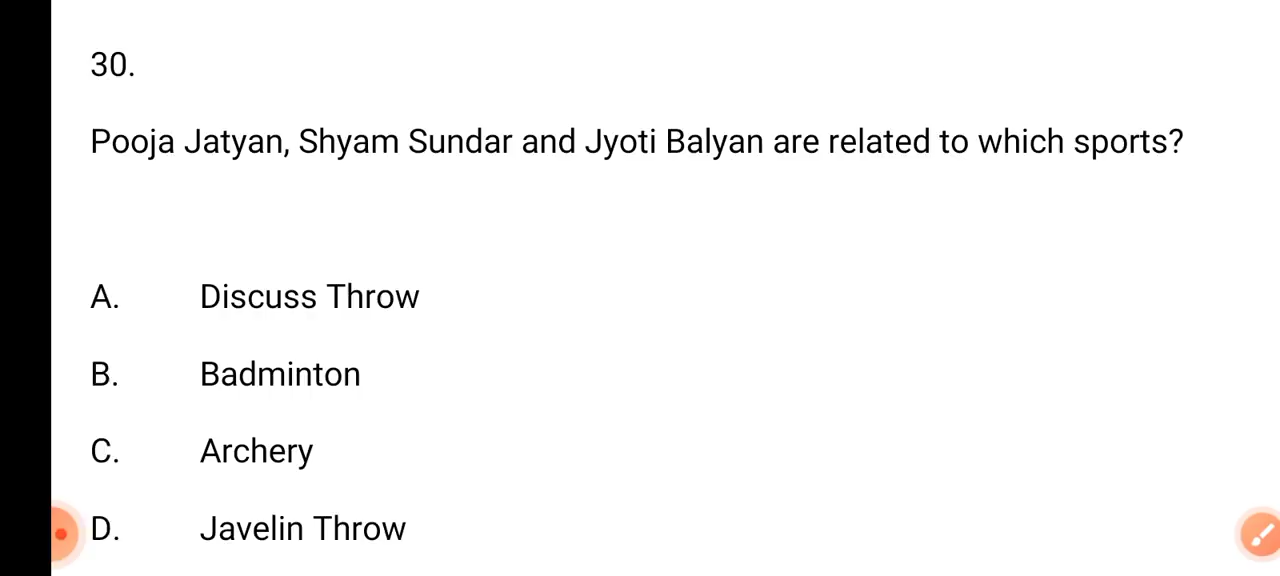 30.
Pooja Jatyan, Shyam Sundar and Jyoti Balyan are related to which sports?
A. Discuss Throw
B. Badminton
C. Archery
D. Javelin Throw